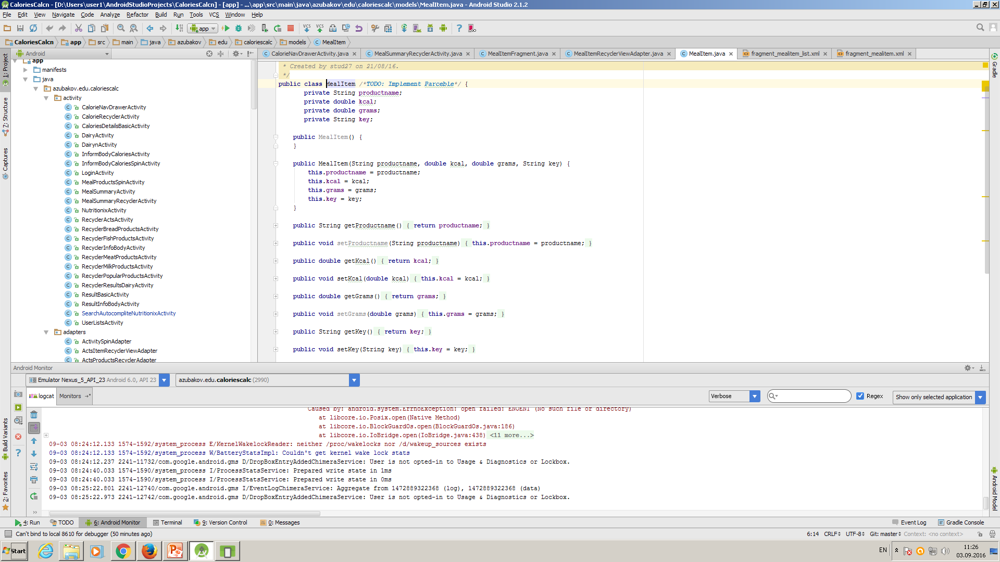 CaloriesCalcn - [D:\Users\user1\AndroidStudioProjects\CaloriesCalcn] - [app] - ...\app\src\main\java\azubakov\edu\caloriescalc\models\MealItem.java - Android Studio 2.1.2
File Edit View Navigate Code Analyze Refactor Build Run Tools VCS Window Help
app
CaloriesCalcn app src main java azubakov edu caloriescalc models MealItem
Android
CalorieNavDrawerActivity.java MealSummaryRecyclerActivity.java MealItemFragment.java MealItemRecyclerViewAdapter.java MealItem.java fragment_mealitem_list.xml fragment_mealitem.xml
1: Project
Z: Structure
Captures
Build Variants
2: Favorites
app
manifests
java
azubakov.edu.caloriescalc
activity
CalorieNavDrawerActivity
CalorieRecyclerActivity
CaloriesDetailsBasicActivity
DairyActivity
DairynActivity
InformBodyCaloriesActivity
InformBodyCaloriesSpinActivity
LoginActivity
MealProductsSpinActivity
MealSummaryActivity
MealSummaryRecyclerActivity
NutritionixActivity
RecyclerActsActivity
RecyclerBreadProductsActivity
RecyclerFishProductsActivity
RecyclerInfoBodyActivity
RecyclerMeatProductsActivity
RecyclerMilkProductsActivity
RecyclerPopularProductsActivity
RecyclerResultsDairyActivity
ResultBasicActivity
ResultInfoBodyActivity
SearchAutocompliteNutritionixActivity
UserListsActivity
adapters
ActivitySpinAdapter
ActsItemRecyclerViewAdapter
ActsProductsRecyclerAdapter
* Created by stud27 on 21/08/16.
*/
public class MealItem /*TODO: Implement Parceble*/ {
private String productname;
private double kcal;
private double grams;
private String key;
public MealItem() {
}
public MealItem(String productname, double kcal, double grams, String key) {
this.productname = productname;
this.kcal = kcal;
this.grams = grams;
this.key = key;
}
public String getProductname() { return productname; }
public void setProductname(String productname) { this.productname = productname; }
public double getKcal() { return kcal; }
public void setKcal(double kcal) { this.kcal = kcal; }
public double getGrams() { return grams; }
public void setGrams(double grams) { this.grams = grams; }
public String getKey() { return key; }
public void setKey(String key) { this.key = key; }
Gradle
Android Model
Android Monitor
Emulator Nexus_5_API_23 Android 6.0, API 23 azubakov.edu.caloriescalc (2990)
logcat Monitors Verbose Regex Show only selected application
Caused by: android.system.ErrnoException: open failed: ENOENT (No such file or directory)
at libcore.io.Posix.open(Native Method)
at libcore.io.BlockGuardOs.open(BlockGuardOs.java:186)
at libcore.io.IoBridge.open(IoBridge.java:438) <11 more...>
09-03 08:24:12.133 1574-1592/system_process E/KernelWakelockReader: neither /proc/wakelocks nor /d/wakeup_sources exists
09-03 08:24:12.133 1574-1592/system_process W/BatteryStatsImpl: Couldn't get kernel wake lock stats
09-03 08:24:12.237 2241-11732/com.google.android.gms D/DropBoxEntryAddedChimeraService: User is not opted-in to Usage & Diagnostics or Lockbox.
09-03 08:24:40.033 1574-1590/system_process I/ProcessStatsService: Prepared write state in 1ms
09-03 08:24:40.033 1574-1590/system_process I/ProcessStatsService: Prepared write state in 0ms
09-03 08:25:22.801 2241-12740/com.google.android.gms I/EventLogChimeraService: Aggregate from 1472889322368 (log), 1472889322368 (data)
09-03 08:25:22.973 2241-12742/com.google.android.gms D/DropBoxEntryAddedChimeraService: User is not opted-in to Usage & Diagnostics or Lockbox.
4: Run TODO 6: Android Monitor Terminal 9: Version Control 0: Messages Event Log Gradle Console
Can't bind to local 8610 for debugger (50 minutes ago) 6:14 CRLF UTF-8 Git: master Context: <no context>
Start EN 11:26
03.09.2016